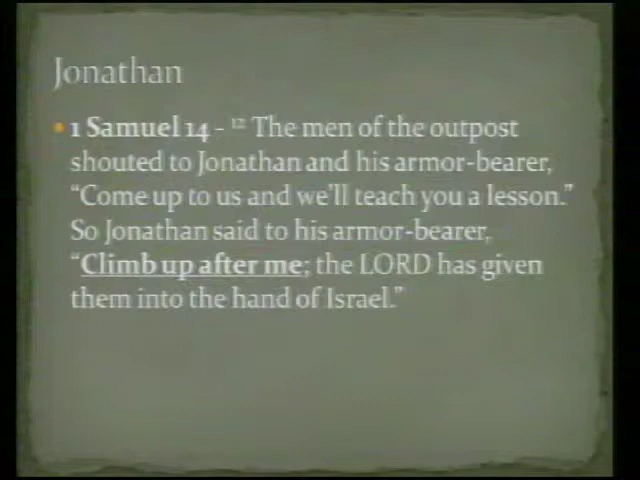 Jonathan
• 1 Samuel 14 - 12 The men of the outpost
shouted to Jonathan and his armor-bearer,
“Come up to us and we'll teach you a lesson.”
So Jonathan said to his armor-bearer,
“Climb up after me; the LORD has given
them into the hand of Israel.”